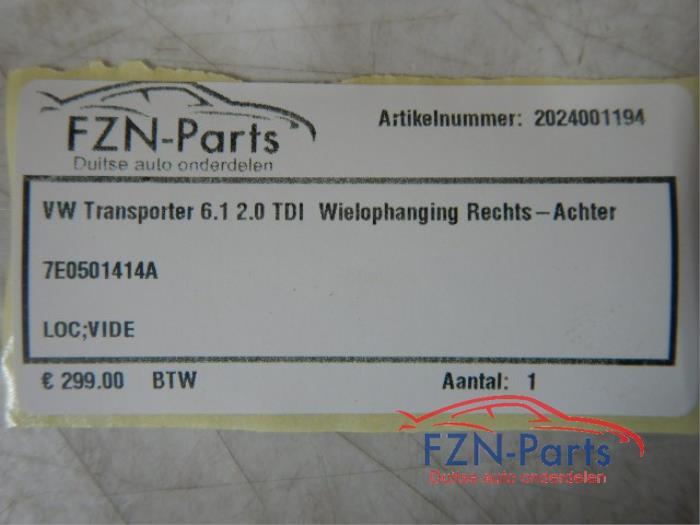 FZN-Parts
Duitse auto onderdelen
Artikelnummer: 2024001194
VW Transporter 6.1 2.0 TDI Wielophanging Rechts-Achter
7E0501414A
LOC;VIDE
€ 299.00 BTW Aantal: 1
FZN-Parts
Duitse auto onderdelen